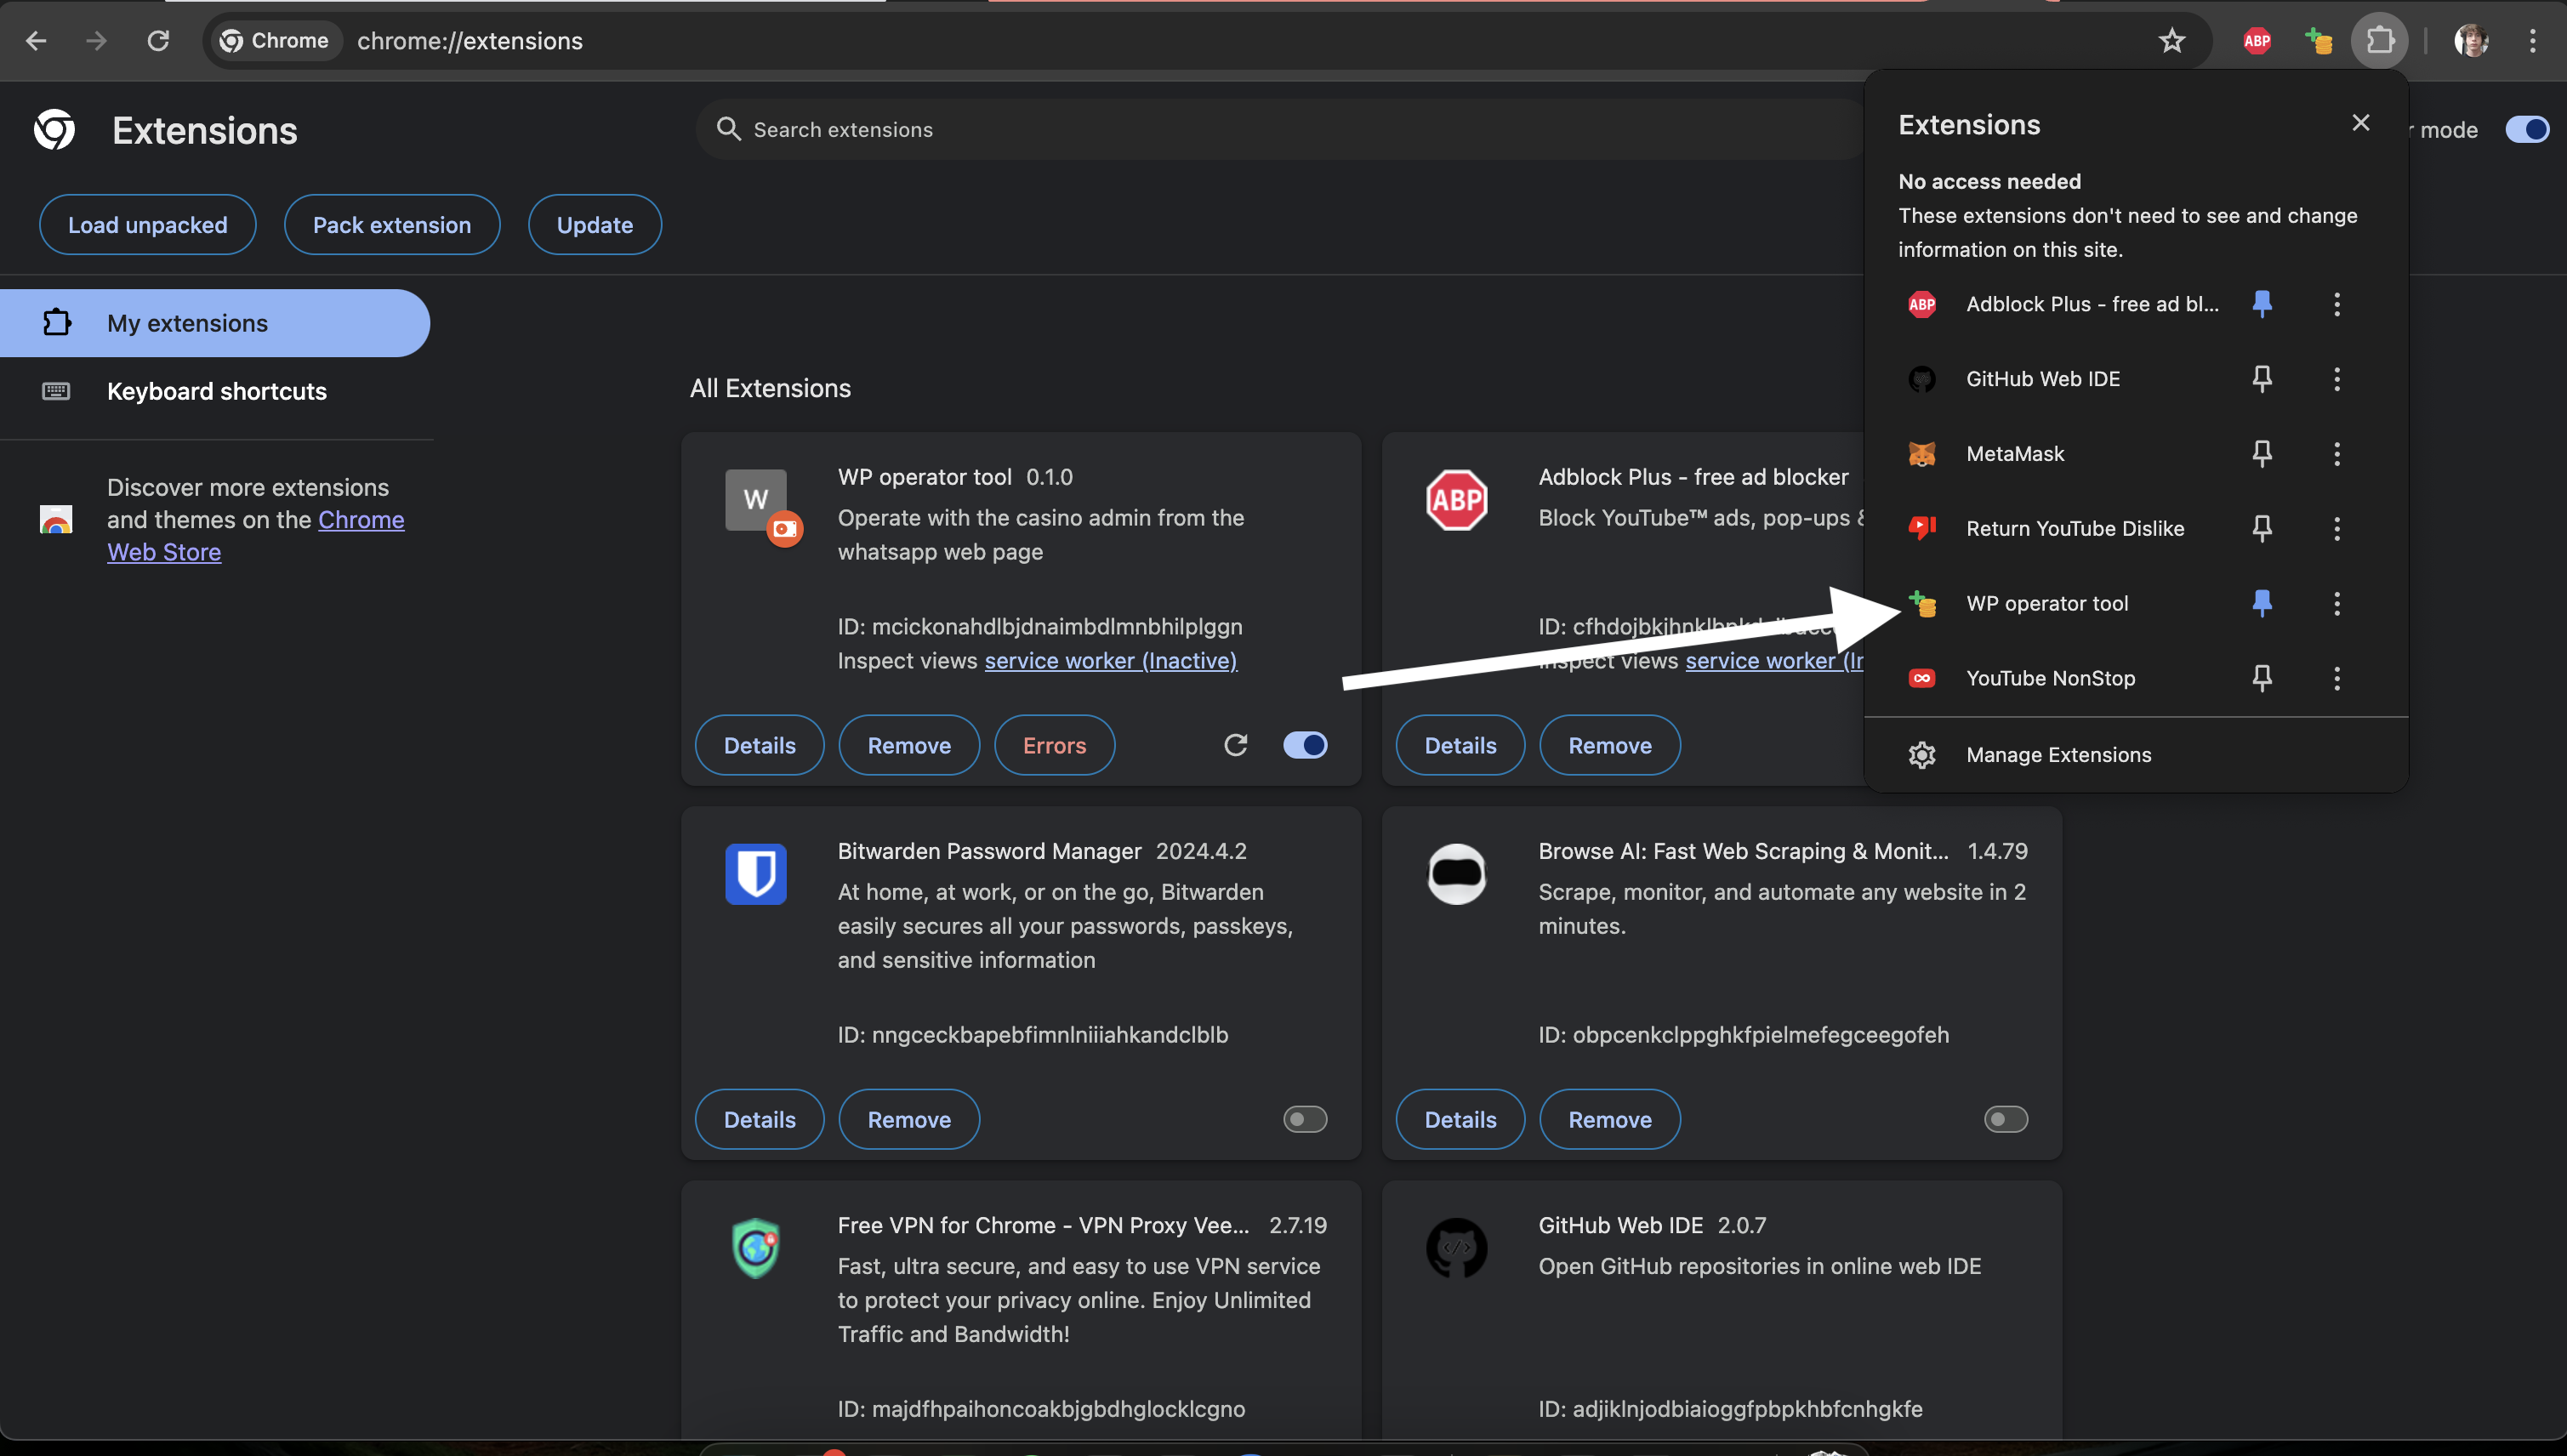 Chrome
chrome://extensions
ABP
Extensions
Search extensions
r mode
Load unpacked
Pack extension
Update
My extensions
Keyboard shortcuts
Discover more extensions
and themes on the Chrome
Web Store
All Extensions
W
WP operator tool 0.1.0
Operate with the casino admin from the
whatsapp web page
ID: mcickonahdlbjdnaimbdlmnbhilplggn
Inspect views service worker (Inactive)
Details
Remove
Errors
ABP
Adblock Plus - free ad blocker
Block YouTube™ ads, pop-ups &
ID:
Inspect views service worker (In
Details
Remove
Bitwarden Password Manager 2024.4.2
At home, at work, or on the go, Bitwarden
easily secures all your passwords, passkeys,
and sensitive information
ID: nngceckbapebfimnlniiiahkandclblb
Details
Remove
Browse AI: Fast Web Scraping & Monit... 1.4.79
Scrape, monitor, and automate any website in 2
minutes.
ID: obpcenkclppghkfpielmefegceegofeh
Details
Remove
Free VPN for Chrome - VPN Proxy Vee... 2.7.19
Fast, ultra secure, and easy to use VPN service
to protect your privacy online. Enjoy Unlimited
Traffic and Bandwidth!
ID: majdfhpaihoncoakbjgbdhglocklcgno
GitHub Web IDE 2.0.7
Open GitHub repositories in online web IDE
ID: adjiklnjodbiaioggfpbpkhbfcnhgkfe
Extensions
No access needed
These extensions don't need to see and change
information on this site.
ABP
Adblock Plus - free ad bl...
GitHub Web IDE
MetaMask
Return YouTube Dislike
WP operator tool
YouTube NonStop
Manage Extensions